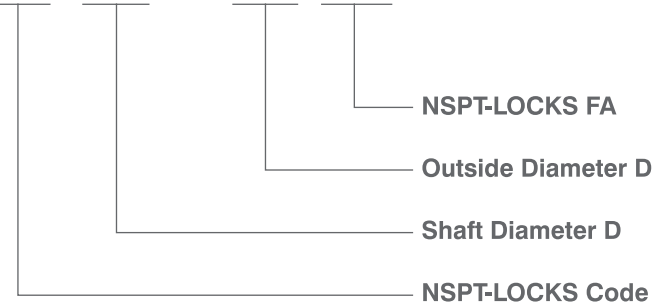 NSPT-LOCKS FA
Outside Diameter D
Shaft Diameter D
NSPT-LOCKS Code